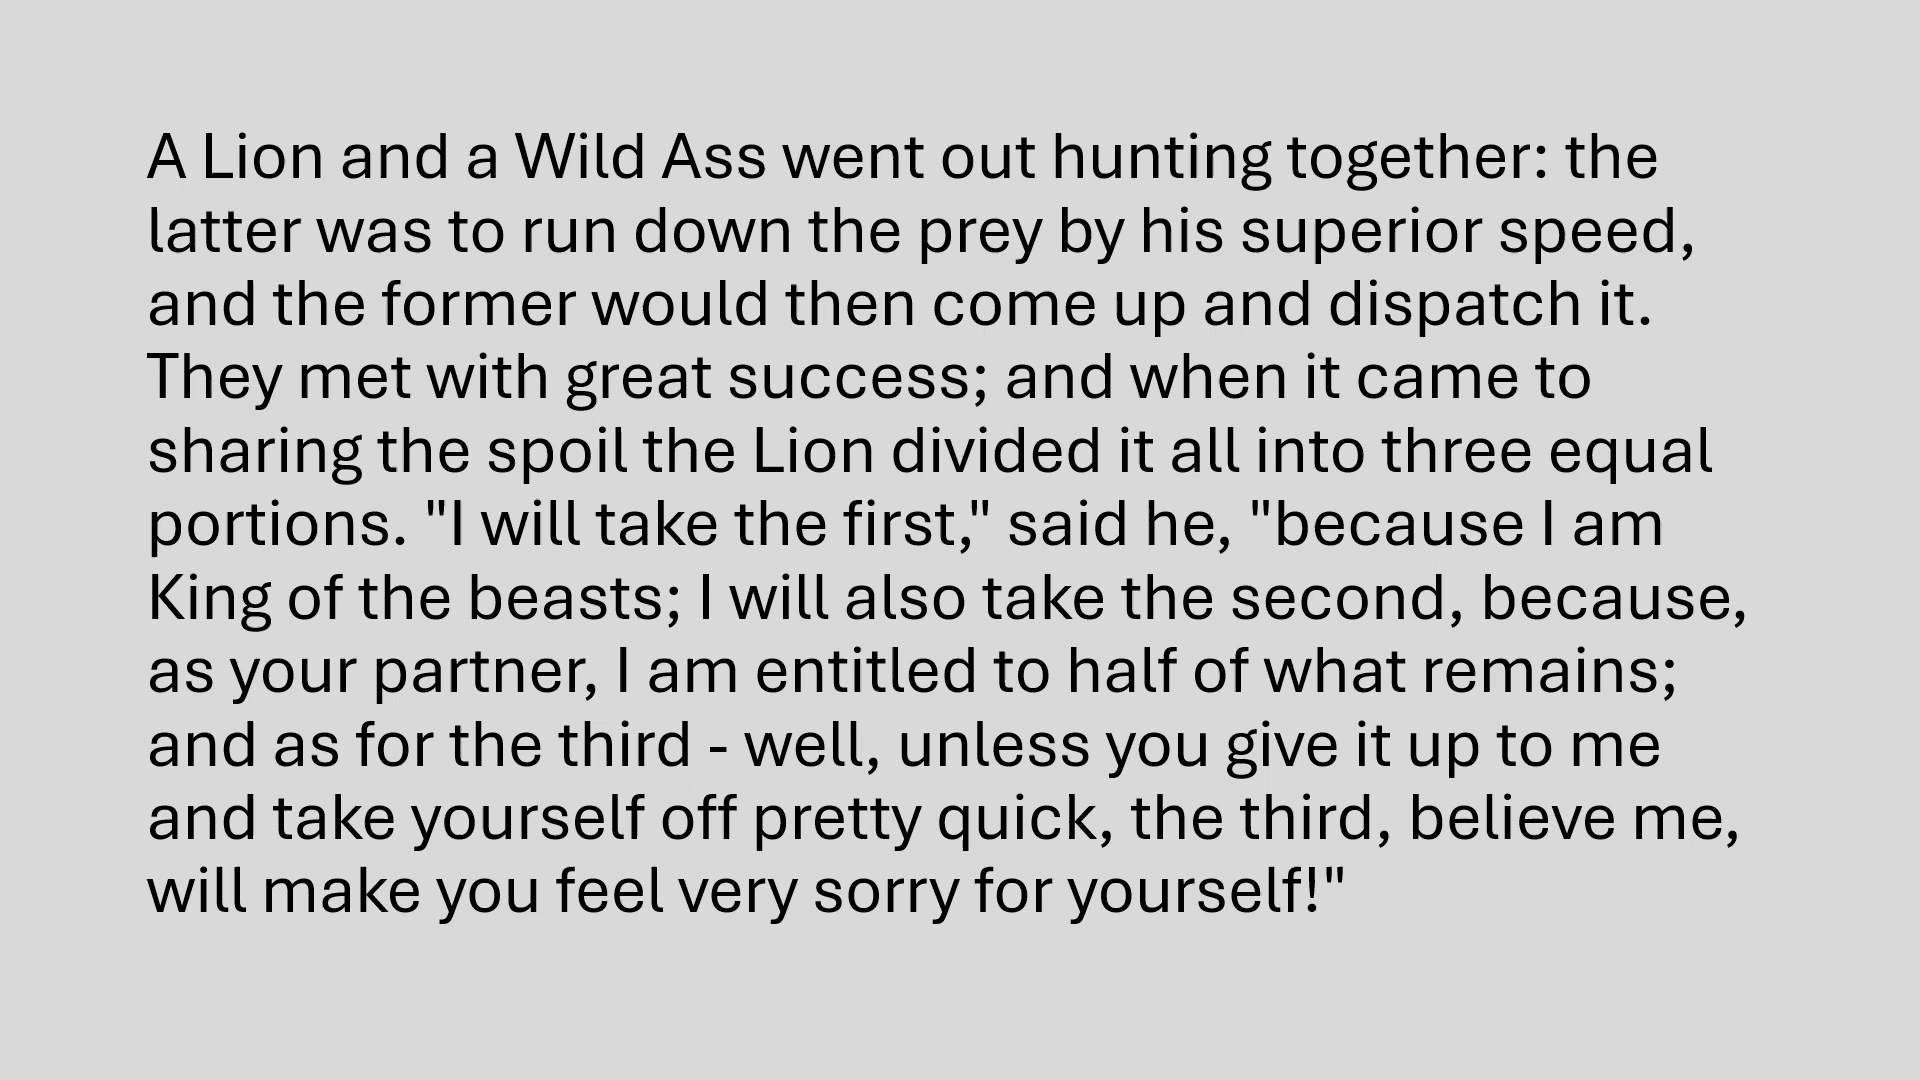 A Lion and a Wild Ass went out hunting together: the
latter was to run down the prey by his superior speed,
and the former would then come up and dispatch it.
They met with great success; and when it came to
sharing the spoil the Lion divided it all into three equal
portions. "I will take the first," said he, "because I am
King of the beasts; I will also take the second, because,
as your partner, I am entitled to half of what remains;
and as for the third - well, unless you give it up to me
and take yourself off pretty quick, the third, believe me,
will make you feel very sorry for yourself!"